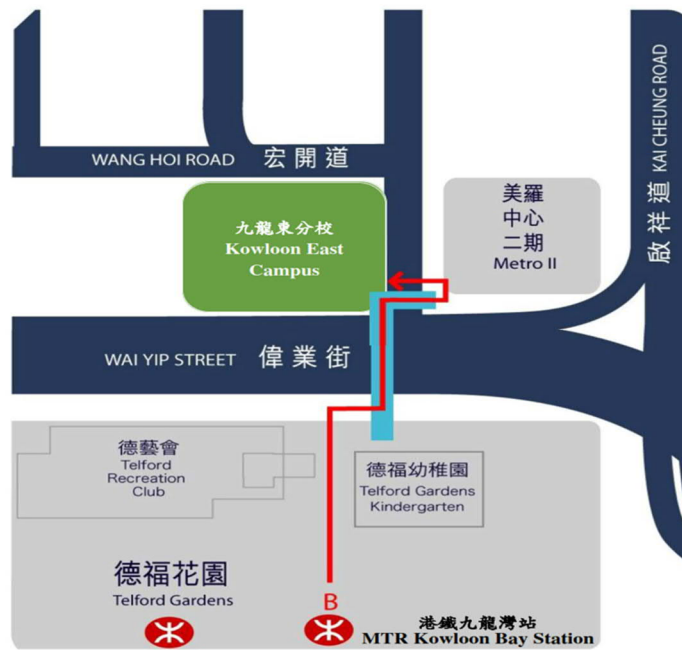 WANG HOI ROAD 宏開道
啟祥道 KAI CHEUNG ROAD
美羅
中心
二期
Metro II
九龍東分校
Kowloon East
Campus
WAI YIP STREET 偉業街
德藝會
Telford
Recreation
Club
德福幼稚園
Telford Gardens
Kindergarten
德福花園
Telford Gardens
B
港鐵九龍灣站
MTR Kowloon Bay Station